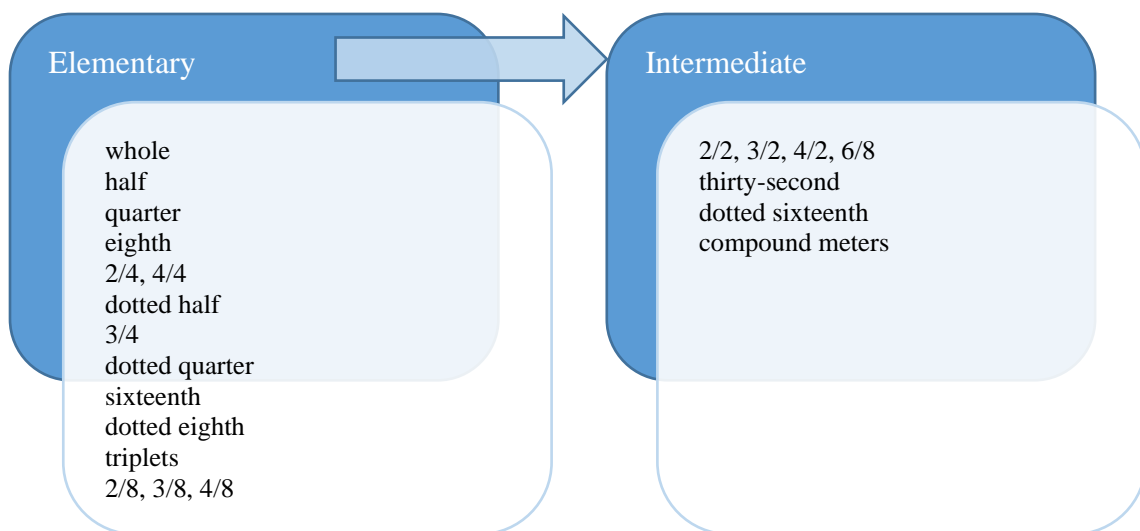 Elementary
whole
half
quarter
eighth
2/4, 4/4
dotted half
3/4
dotted quarter
sixteenth
dotted eighth
triplets
2/8, 3/8, 4/8
Intermediate
2/2, 3/2, 4/2, 6/8
thirty-second
dotted sixteenth
compound meters